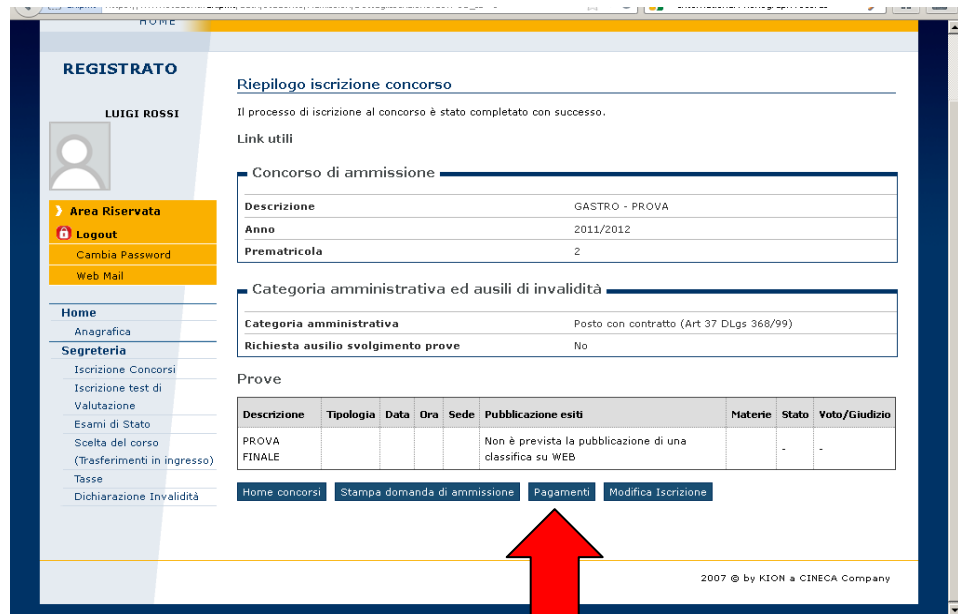 HOME
REGISTRATO
LUIGI ROSSI
Area Riservata
Logout
Cambia Password
Web Mail
Home
Anagrafica
Segreteria
Iscrizione Concorsi
Iscrizione test di
Valutazione
Esami di Stato
Scelta del corso
(Trasferimenti in ingresso)
Tasse
Dichiarazione Invalidità
Riepilogo iscrizione concorso
Il processo di iscrizione al concorso è stato completato con successo.
Link utili
Concorso di ammissione
Descrizione GASTRO - PROVA
Anno 2011/2012
Prematricola 2
Categoria amministrativa ed ausili di invalidità
Categoria amministrativa Posto con contratto (Art 37 DLgs 368/99)
Richiesta ausilio svolgimento prove No
Prove
Descrizione Tipologia Data Ora Sede Pubblicazione esiti Materie Stato Voto/Giudizio
PROVA Non è prevista la pubblicazione di una
FINALE classifica su WEB - -
Home concorsi Stampa domanda di ammissione Pagamenti Modifica Iscrizione
2007 © by KION a CINECA Company